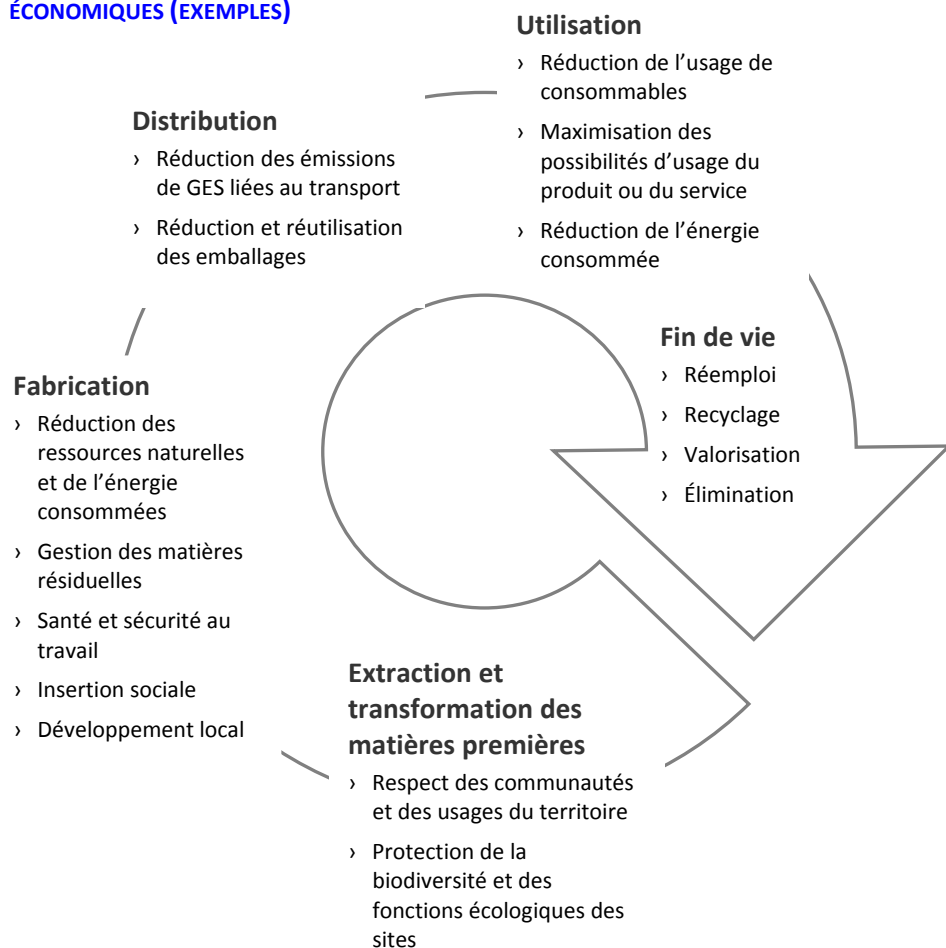 ÉCONOMIQUES (EXEMPLES)
Utilisation
› Réduction de l'usage de
consommables
› Maximisation des
possibilités d'usage du
produit ou du service
› Réduction de l'énergie
consommée
Distribution
› Réduction des émissions
de GES liées au transport
› Réduction et réutilisation
des emballages
Fin de vie
› Réemploi
› Recyclage
› Valorisation
› Élimination
Fabrication
› Réduction des
ressources naturelles
et de l'énergie
consommées
› Gestion des matières
résiduelles
› Santé et sécurité au
travail
› Insertion sociale
› Développement local
Extraction et
transformation des
matières premières
› Respect des communautés
et des usages du territoire
› Protection de la
biodiversité et des
fonctions écologiques des
sites